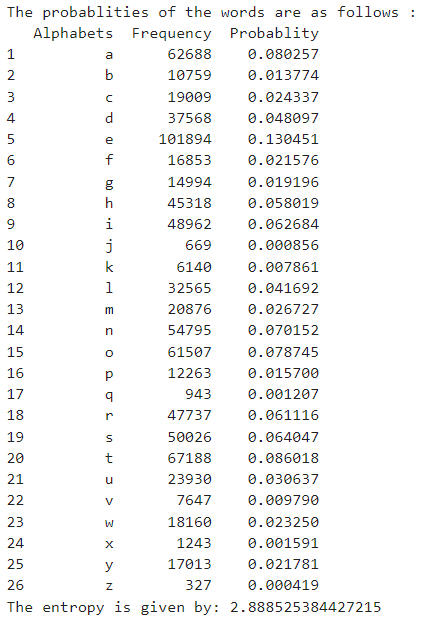 The probablities of the words are as follows :
Alphabets Frequency Probablity
1 a 62688 0.080257
2 b 10759 0.013774
3 c 19009 0.024337
4 d 37568 0.048097
5 e 101894 0.130451
6 f 16853 0.021576
7 g 14994 0.019196
8 h 45318 0.058019
9 i 48962 0.062684
10 j 669 0.000856
11 k 6140 0.007861
12 l 32565 0.041692
13 m 20876 0.026727
14 n 54795 0.070152
15 o 61507 0.078745
16 p 12263 0.015700
17 q 943 0.001207
18 r 47737 0.061116
19 s 50026 0.064047
20 t 67188 0.086018
21 u 23930 0.030637
22 v 7647 0.009790
23 w 18160 0.023250
24 x 1243 0.001591
25 y 17013 0.021781
26 z 327 0.000419
The entropy is given by: 2.888525384427215